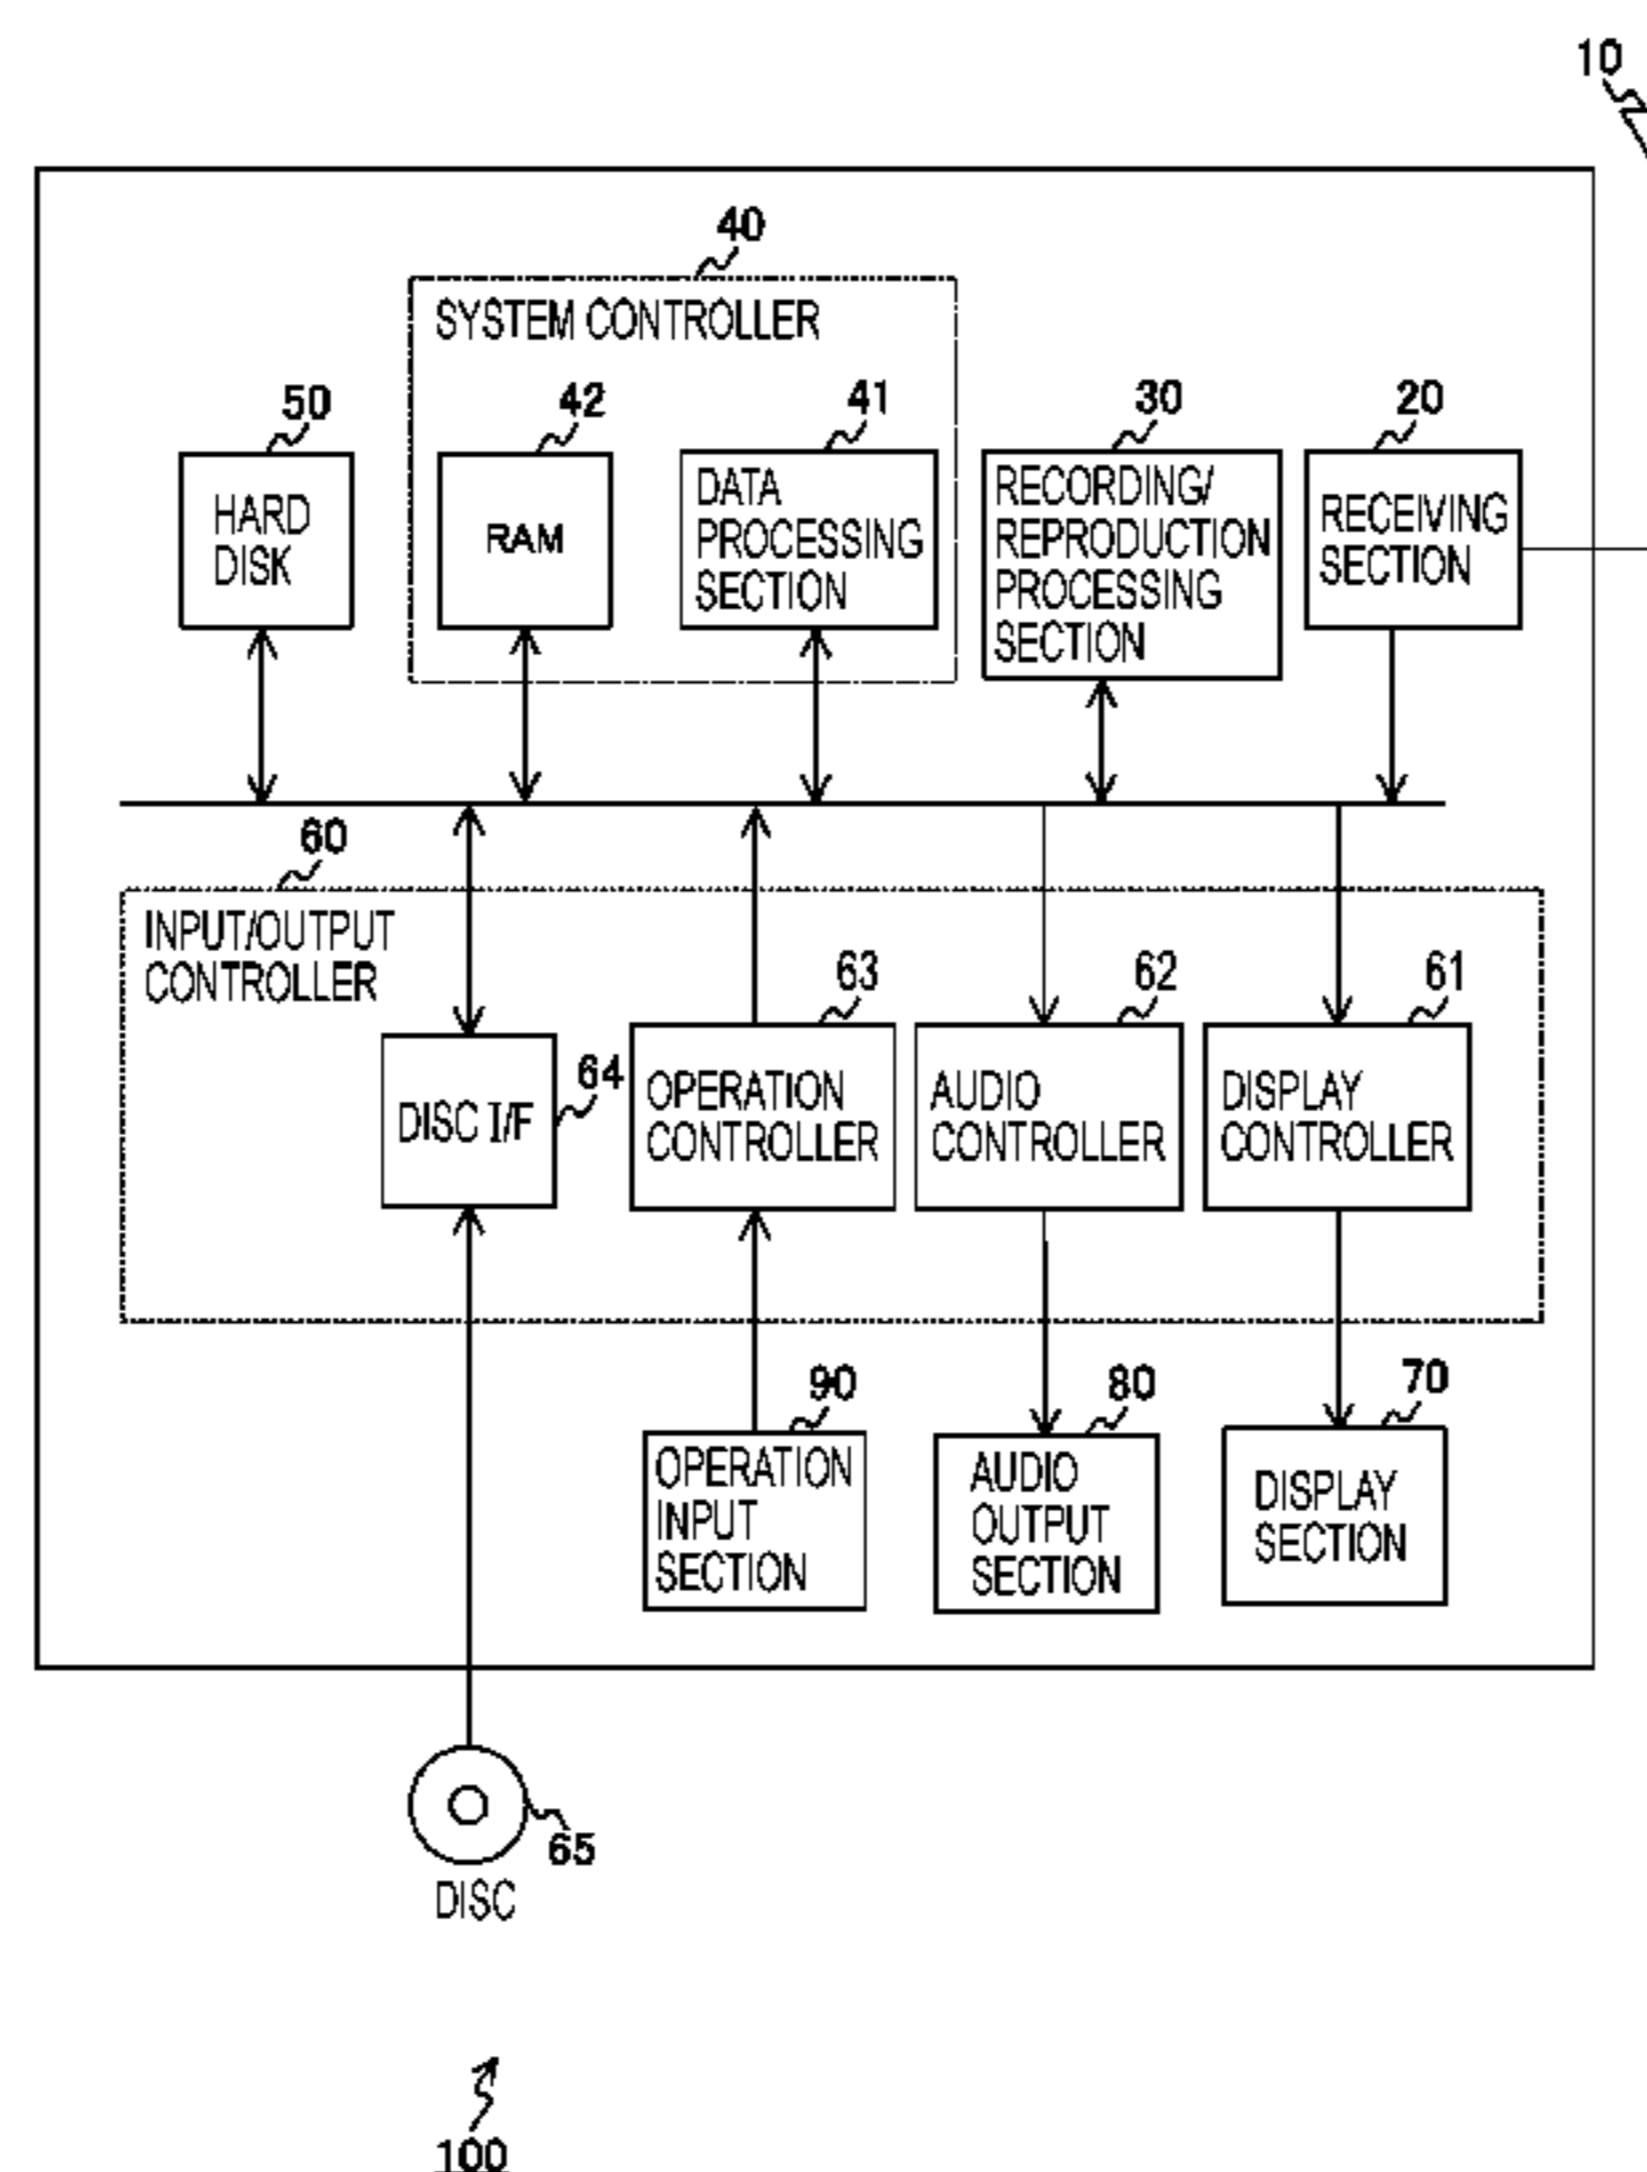 10
40
SYSTEM CONTROLLER
50
42
41
30
20
HARD
DISK
RAM
DATA
PROCESSING
SECTION
RECORDING/
REPRODUCTION
PROCESSING
SECTION
RECEIVING
SECTION
60
INPUT/OUTPUT
CONTROLLER
63
62
61
64
DISC I/F
OPERATION
CONTROLLER
AUDIO
CONTROLLER
DISPLAY
CONTROLLER
90
80
70
OPERATION
INPUT
SECTION
AUDIO
OUTPUT
SECTION
DISPLAY
SECTION
65
DISC
100